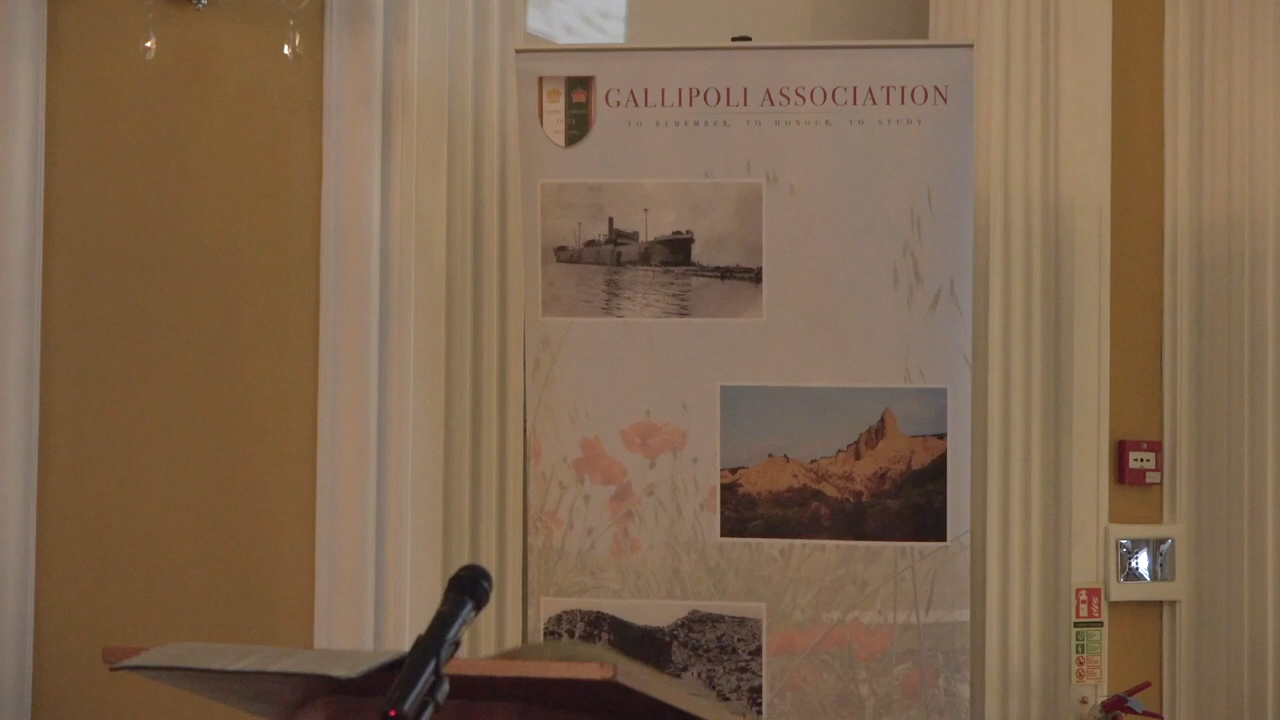 GALLIPOLI ASSOCIATION
TO REMEMBER, TO HONOUR, TO STUDY